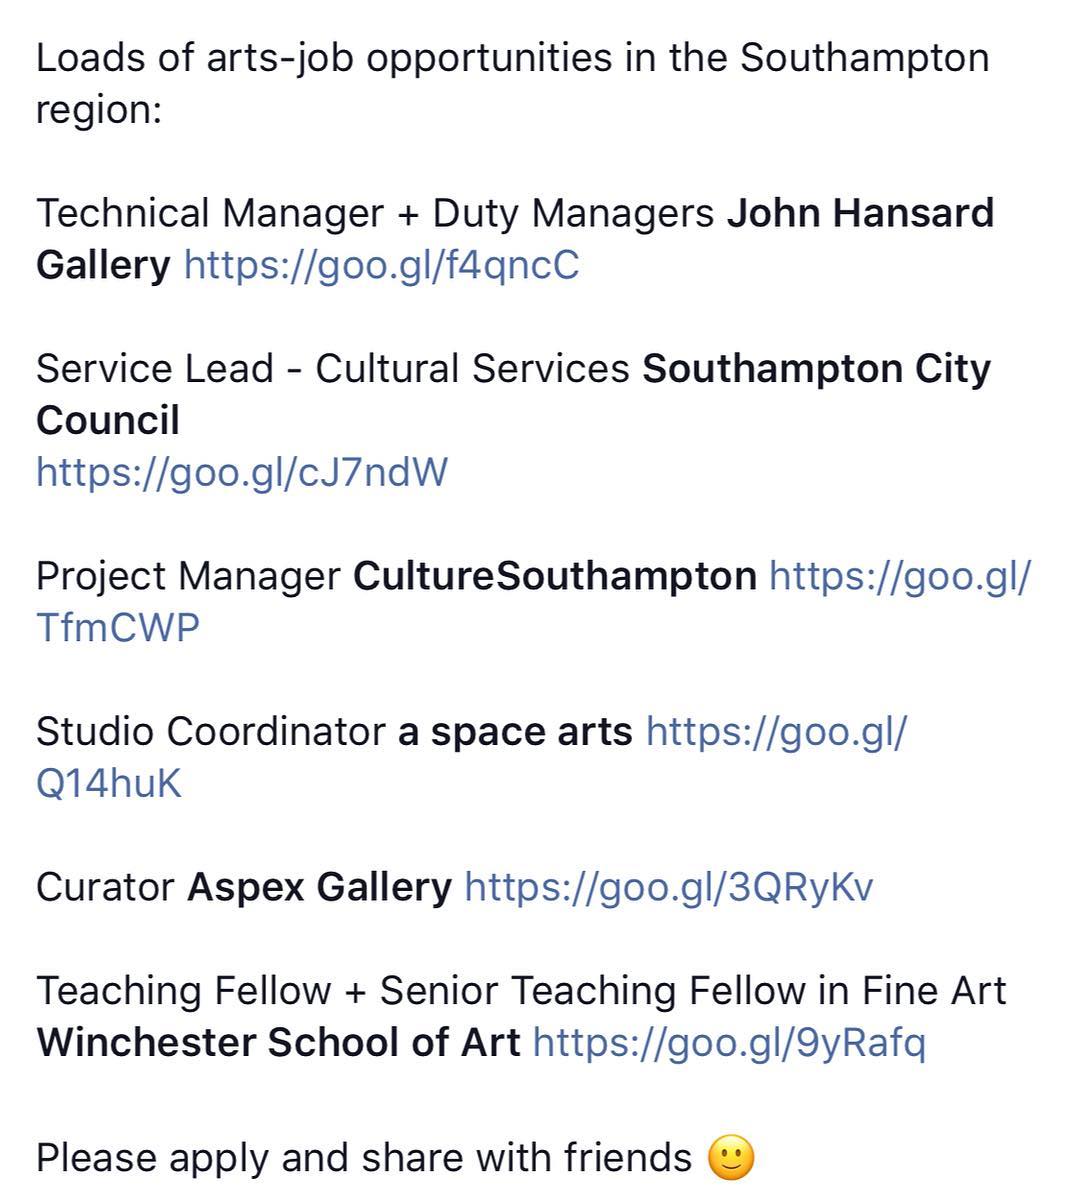 Loads of arts-job opportunities in the Southampton
region:
Technical Manager + Duty Managers John Hansard
Gallery https://goo.gl/f4qncC
Service Lead - Cultural Services Southampton City
Council
https://goo.gl/cJ7ndW
Project Manager CultureSouthampton https://goo.gl/
TfmCWP
Studio Coordinator a space arts https://goo.gl/
Q14huK
Curator Aspex Gallery https://goo.gl/3QRyKv
Teaching Fellow + Senior Teaching Fellow in Fine Art
Winchester School of Art https://goo.gl/9yRafq
Please apply and share with friends 🙂